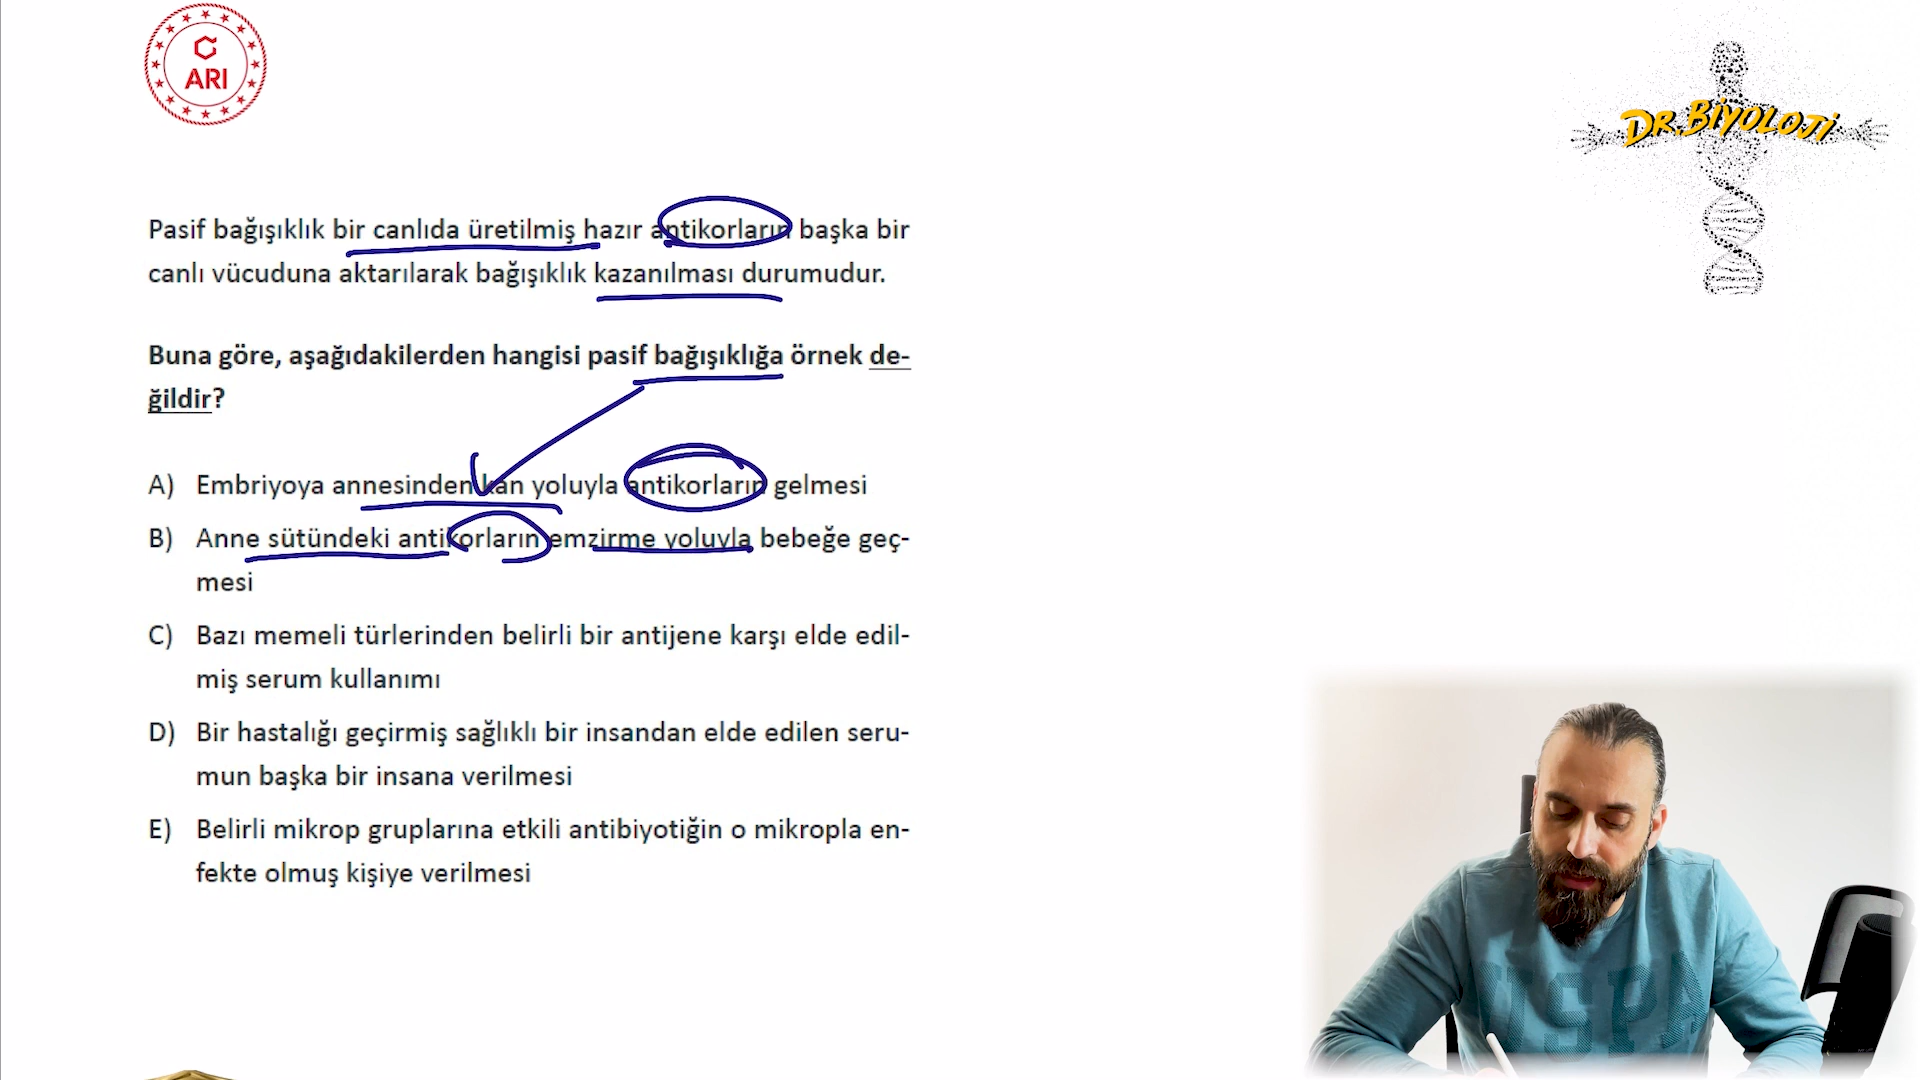 ARI
DR.BİYOLOJİ
Pasif bağışıklık bir canlıda üretilmiş hazır antikorların başka bir
canlı vücuduna aktarılarak bağışıklık kazanılması durumudur.
Buna göre, aşağıdakilerden hangisi pasif bağışıklığa örnek de-
ğildir?
A) Embriyoya annesinden kan yoluyla antikorların gelmesi
B) Anne sütündeki antikorların emzirme yoluyla bebeğe geç-
mesi
C) Bazı memeli türlerinden belirli bir antijene karşı elde edil-
miş serum kullanımı
D) Bir hastalığı geçirmiş sağlıklı bir insandan elde edilen seru-
mun başka bir insana verilmesi
E) Belirli mikrop gruplarına etkili antibiyotiğin o mikropla en-
fekte olmuş kişiye verilmesi